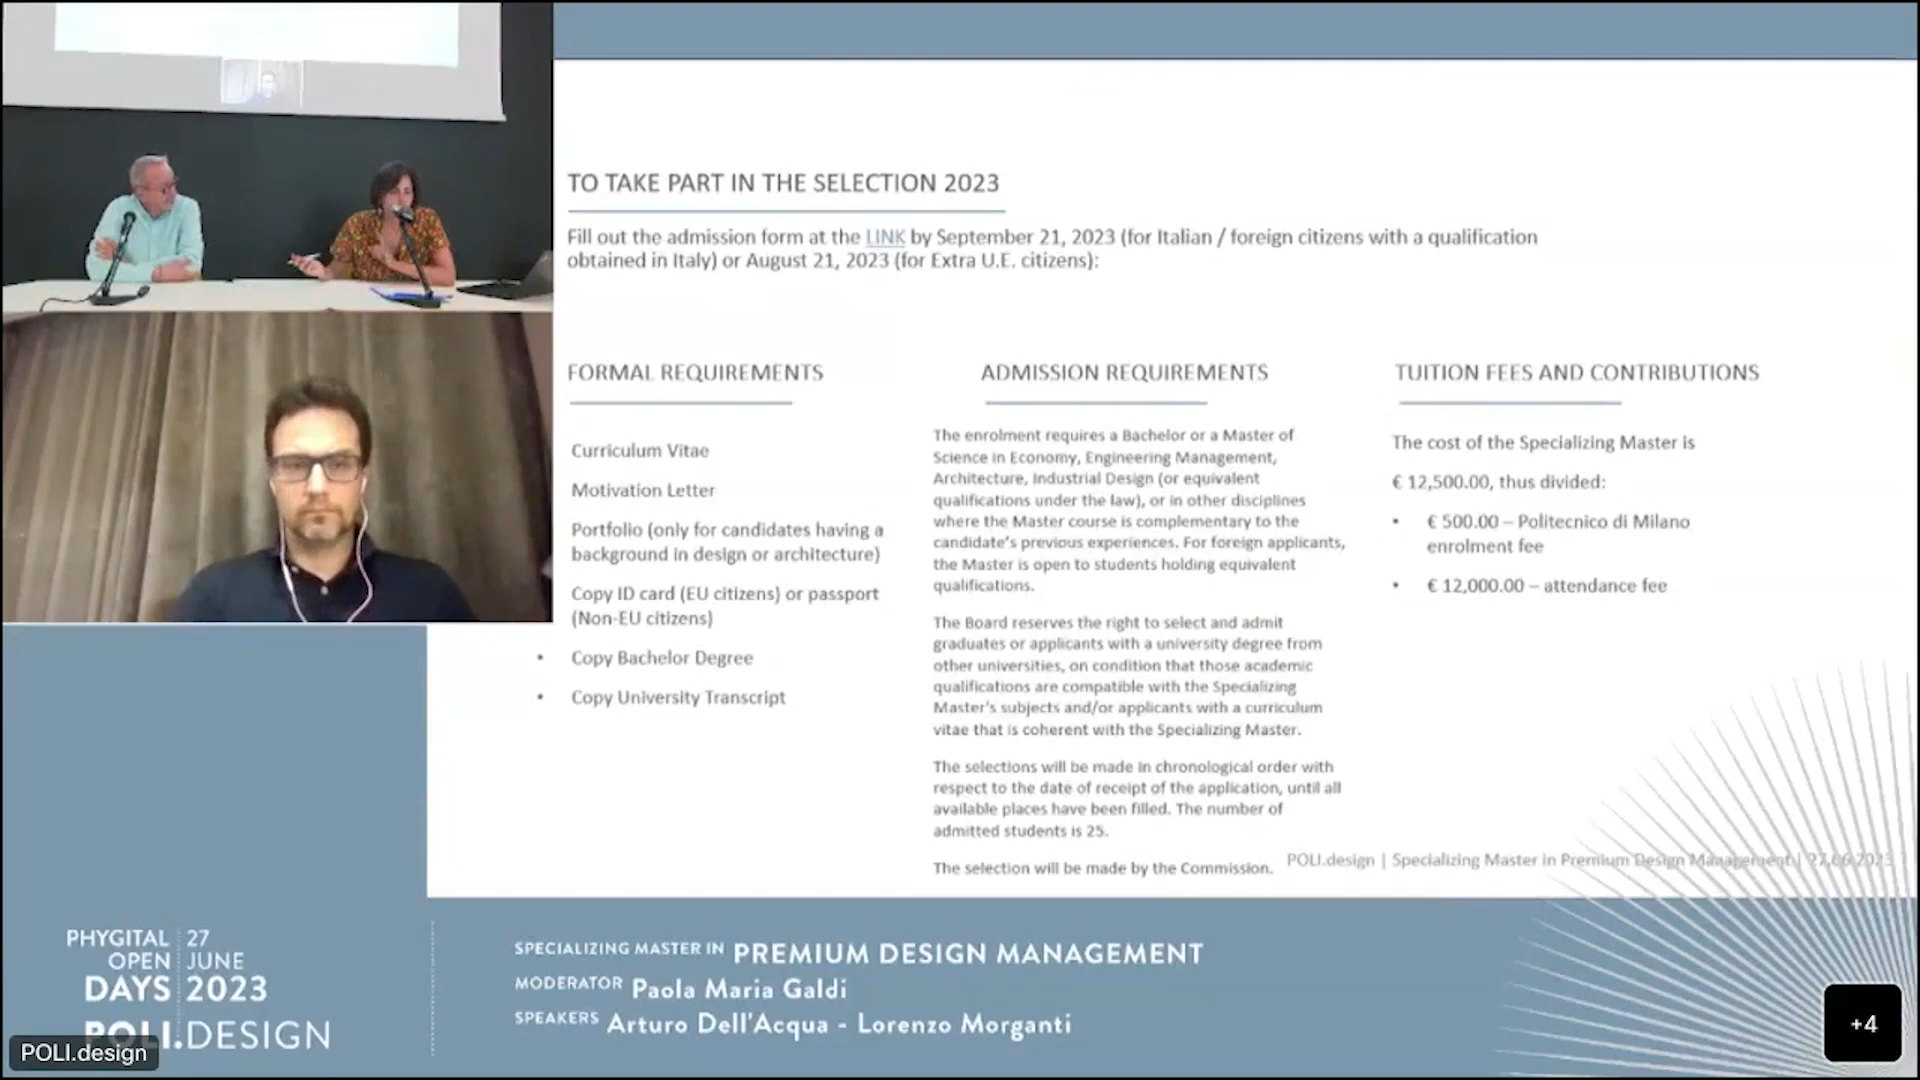 TO TAKE PART IN THE SELECTION 2023
Fill out the admission form at the LINK by September 21, 2023 (for Italian / foreign citizens with a qualification
obtained in Italy) or August 21, 2023 (for Extra U.E. citizens):
FORMAL REQUIREMENTS
Curriculum Vitae
Motivation Letter
Portfolio (only for candidates having a
background in design or architecture)
Copy ID card (EU citizens) or passport
(Non-EU citizens)
• Copy Bachelor Degree
• Copy University Transcript
ADMISSION REQUIREMENTS
The enrolment requires a Bachelor or a Master of
Science in Economy, Engineering Management,
Architecture, Industrial Design (or equivalent
qualifications under the law), or in other disciplines
where the Master course is complementary to the
candidate's previous experiences. For foreign applicants,
the Master is open to students holding equivalent
qualifications.
The Board reserves the right to select and admit
graduates or applicants with a university degree from
other universities, on condition that those academic
qualifications are compatible with the Specializing
Master's subjects and/or applicants with a curriculum
vitae that is coherent with the Specializing Master.
The selections will be made in chronological order with
respect to the date of receipt of the application, until all
available places have been filled. The number of
admitted students is 25.
The selection will be made by the Commission.
TUITION FEES AND CONTRIBUTIONS
The cost of the Specializing Master is
€ 12,500.00, thus divided:
• € 500.00 – Politecnico di Milano
enrolment fee
• € 12,000.00 – attendance fee
POLI.design | Specializing Master in Premium Design Management | 27.06.2023
PHYGITAL 27
OPEN JUNE
DAYS 2023
POLI.DESIGN
POLI.design
SPECIALIZING MASTER IN PREMIUM DESIGN MANAGEMENT
MODERATOR Paola Maria Galdi
SPEAKERS Arturo Dell'Acqua - Lorenzo Morganti
+4